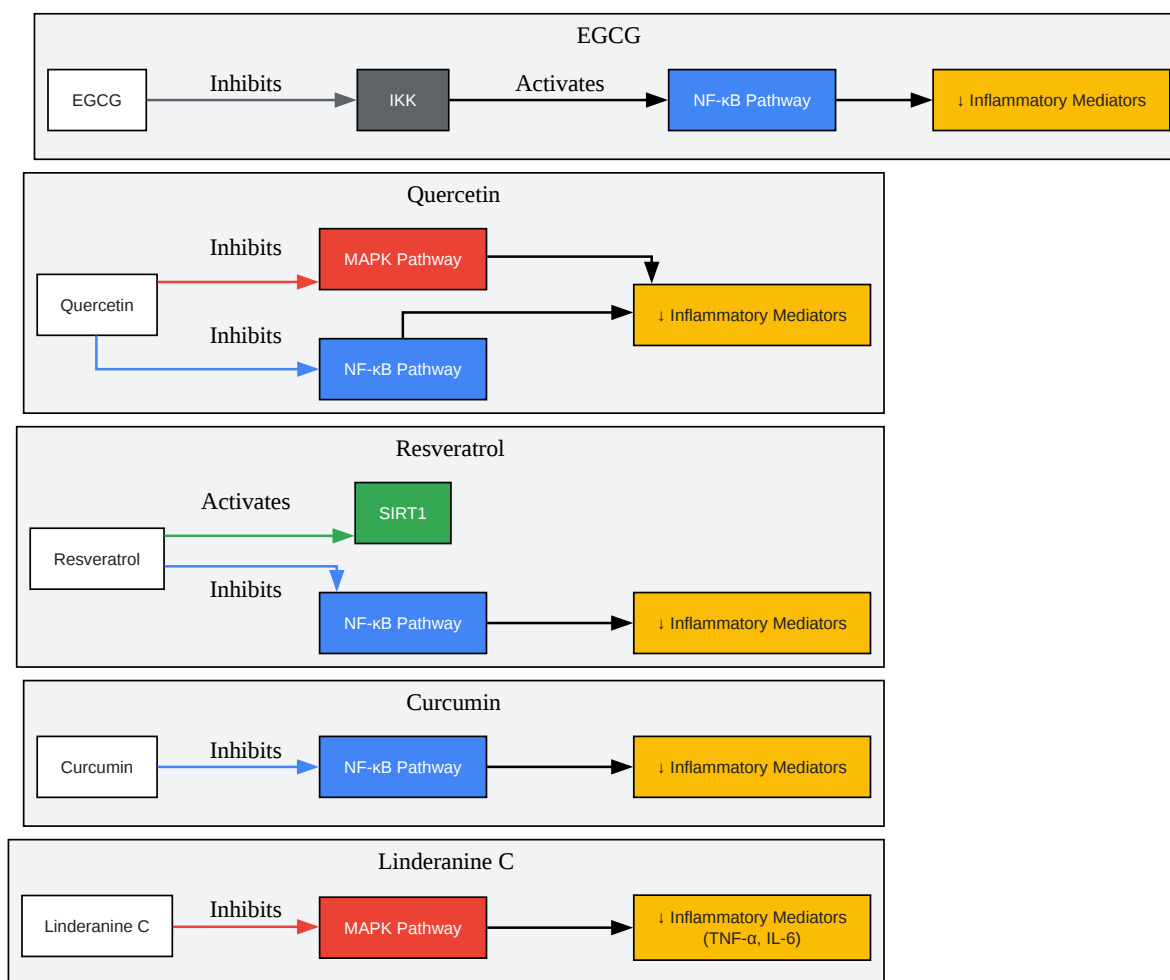 EGCG
Inhibits
Activates
EGCG
IKK
NF-κB Pathway
↓ Inflammatory Mediators
Quercetin
Inhibits
MAPK Pathway
Quercetin
↓ Inflammatory Mediators
Inhibits
NF-κB Pathway
Resveratrol
Activates
SIRT1
Resveratrol
Inhibits
NF-κB Pathway
↓ Inflammatory Mediators
Curcumin
Inhibits
Curcumin
NF-κB Pathway
↓ Inflammatory Mediators
Linderanine C
Inhibits
Linderanine C
MAPK Pathway
↓ Inflammatory Mediators
(TNF-α, IL-6)